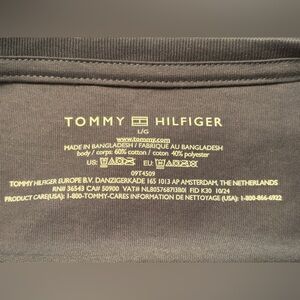 TOMMY HILFIGER
L/G
www.tommy.com
MADE IN BANGLADESH / FABRIQUE AU BANGLADESH
body / corps: 60% cotton / coton 40% polyester
US: EU:
09T4509
TOMMY HILFIGER EUROPE B.V. DANZIGERKADE 165 1013 AP AMSTERDAM, THE NETHERLANDS
RN# 36543 CA# 50900 VAT# NL805768713B01 FID K30 10/24
PRODUCT CARE(USA): 1-800-TOMMY-CARES INFORMATION DE NETTOYAGE (USA): 1-800-866-6922